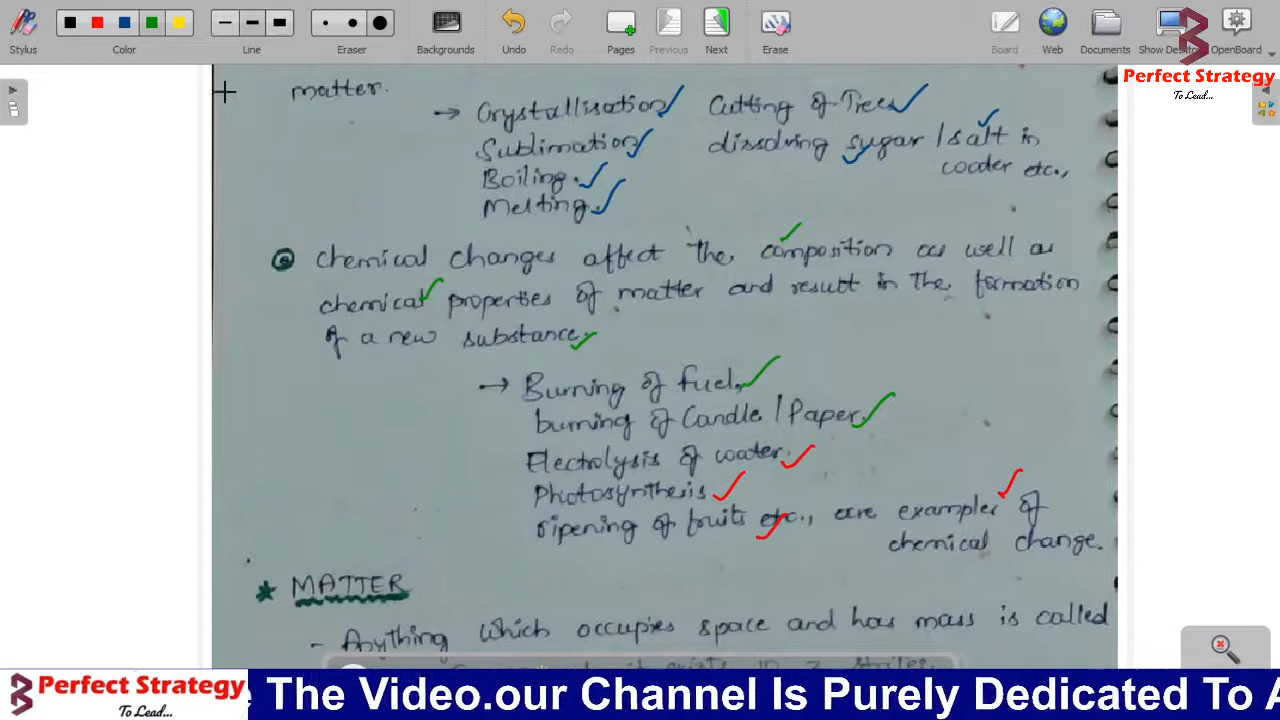 Stylus Color Line Eraser Backgrounds Undo Redo Pages Previous Next Erase Board Web Documents Show Desktop OpenBoard
Perfect Strategy
To Lead...
matter.
→ Crystallisation Cutting of Trees
Sublimation dissolving sugar / salt in
Boiling. water etc.,
Melting.
chemical changes affect the composition as well as
chemical properties of matter and result in the formation
of a new substance.
→ Burning of fuel.
burning of Candle / Paper.
Electrolysis of water.
Photosynthesis
ripening of fruits etc., are examples of
chemical change.
★ MATTER
- Anything which occupies space and has mass is called
Perfect Strategy
To Lead...
e The Video.our Channel Is Purely Dedicated To A